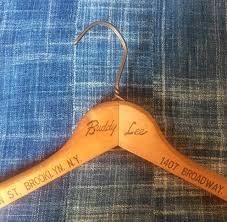 Buddy Lee
ST. BROOKLYN, N.Y.
1407 BROADWAY